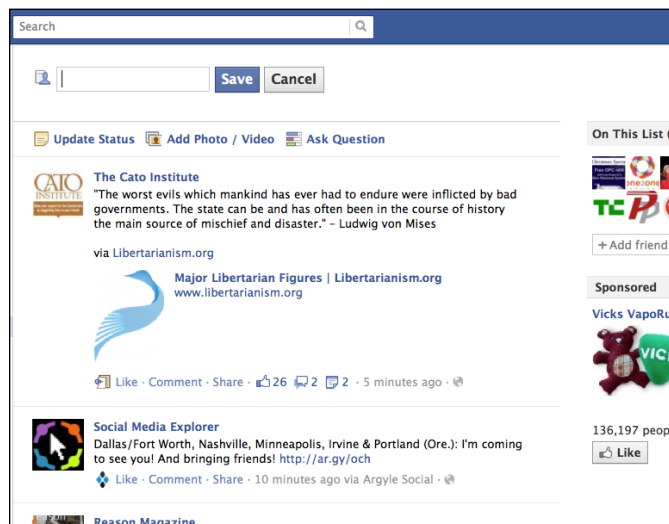 Search
Save Cancel
Update Status Add Photo / Video Ask Question
The Cato Institute
"The worst evils which mankind has ever had to endure were inflicted by bad
governments. The state can be and has often been in the course of history
the main source of mischief and disaster." – Ludwig von Mises
via Libertarianism.org
Major Libertarian Figures | Libertarianism.org
www.libertarianism.org
Like · Comment · Share · 26 2 2 · 5 minutes ago ·
Social Media Explorer
Dallas/Fort Worth, Nashville, Minneapolis, Irvine & Portland (Ore.): I'm coming
to see you! And bringing friends! http://ar.gy/och
Like · Comment · Share · 10 minutes ago via Argyle Social ·
Reason Magazine
On This List (
+ Add friend
Sponsored
Vicks VapoRu
VIC
136,197 peop
Like
CATO
INSTITUTE